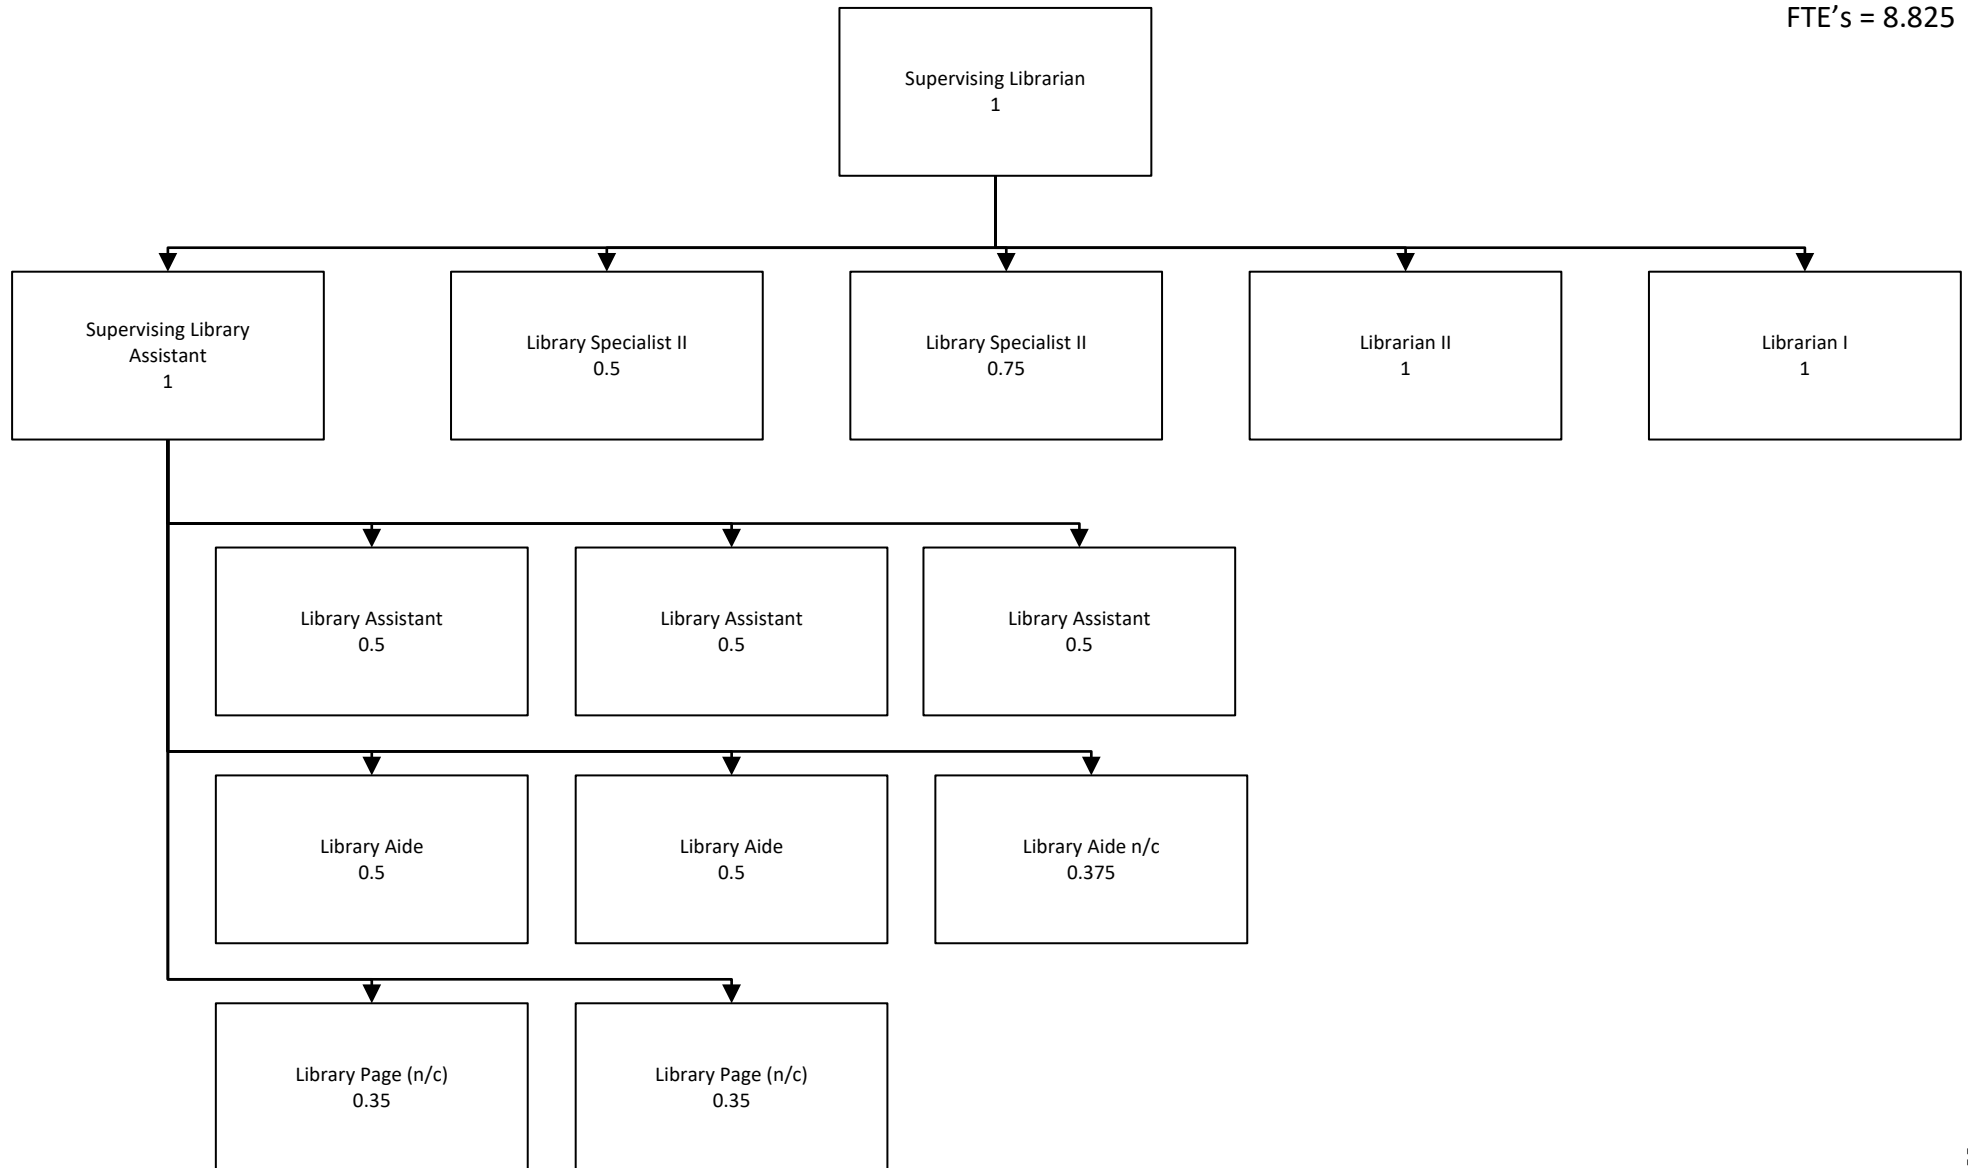 FTE’s = 8.825
Supervising Librarian
1
Supervising Library
Assistant
1
Library Specialist II
0.5
Library Specialist II
0.75
Librarian II
1
Librarian I
1
Library Assistant
0.5
Library Assistant
0.5
Library Assistant
0.5
Library Aide
0.5
Library Aide
0.5
Library Aide n/c
0.375
Library Page (n/c)
0.35
Library Page (n/c)
0.35